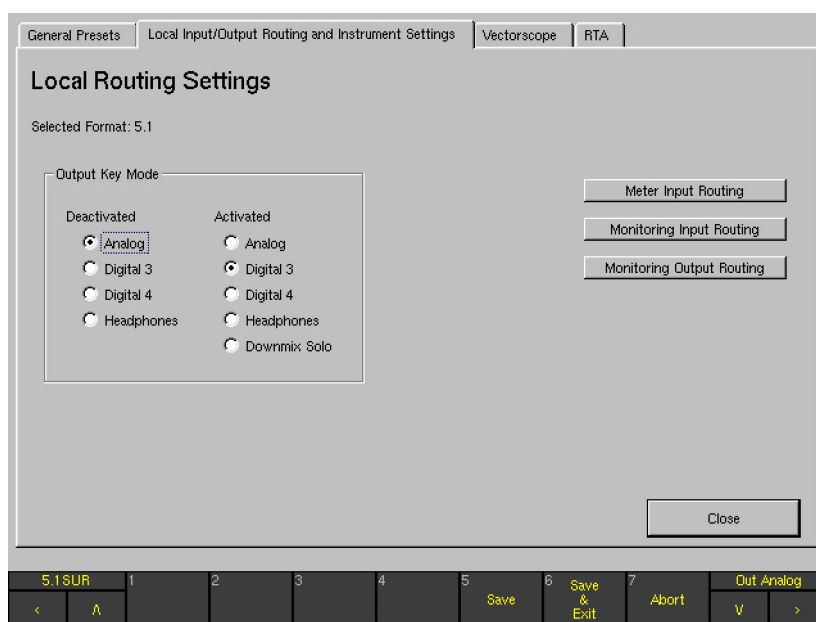 General Presets
Local Input/Output Routing and Instrument Settings
Vectorscope
RTA
Local Routing Settings
Selected Format: 5.1
Output Key Mode
Deactivated
Activated
Analog
Analog
Digital 3
Digital 3
Digital 4
Digital 4
Headphones
Headphones
Downmix Solo
Meter Input Routing
Monitoring Input Routing
Monitoring Output Routing
Close
5.1SUR
1
2
3
4
5
Save
6
Save
&
Exit
7
Abort
Out Analog
<
Λ
V
>